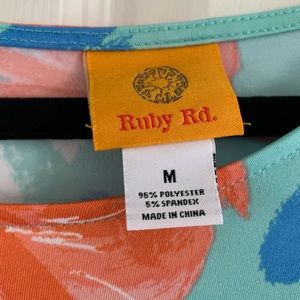 Ruby Rd.
M
95% POLYESTER
5% SPANDEX
MADE IN CHINA